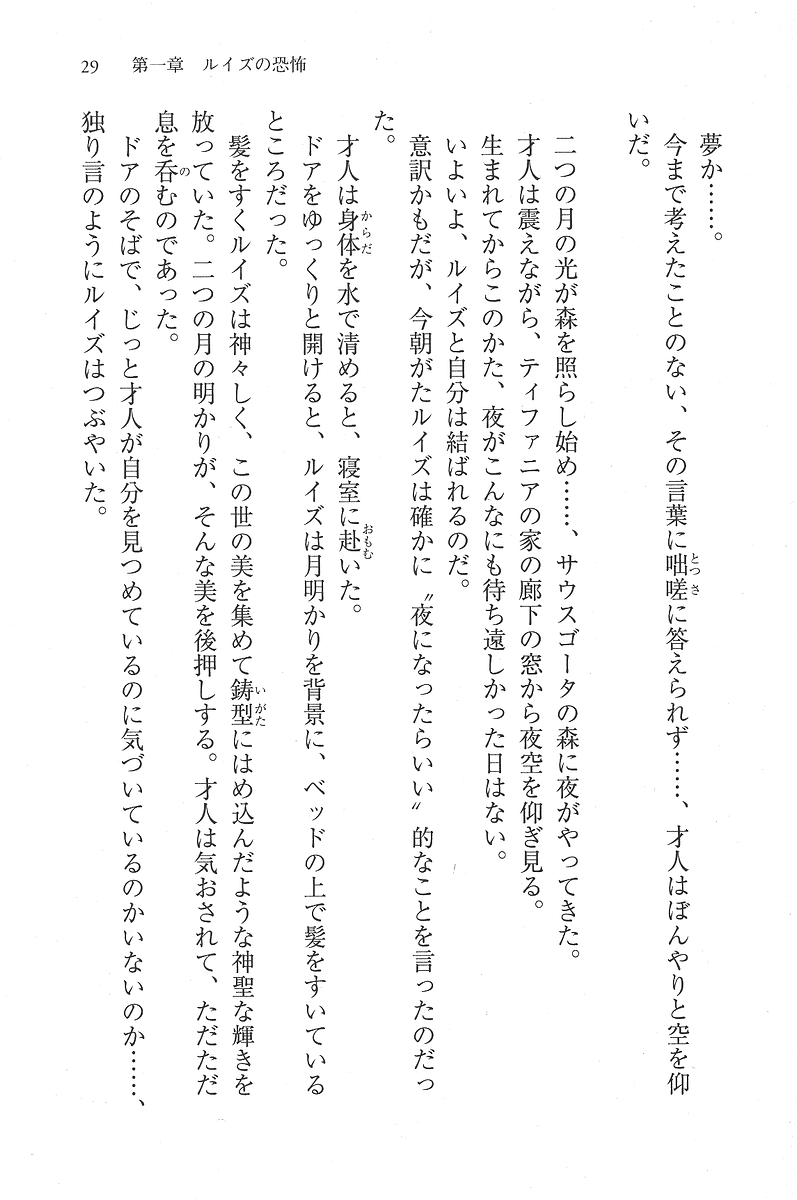 29　第一章　ルイズの恐怖
　夢か……。
　今まで考えたことのない、その言葉に咄嗟に答えられず……、才人はぼんやりと空を仰
いだ。
　二つの月の光が森を照らし始め……、サウスゴータの森に夜がやってきた。
　才人は震えながら、ティファニアの家の廊下の窓から夜空を仰ぎ見る。
　生まれてからこのかた、夜がこんなにも待ち遠しかった日はない。
　いよいよ、ルイズと自分は結ばれるのだ。
　意訳かもだが、今朝がたルイズは確かに〝夜になったらいい〟的なことを言ったのだっ
た。
　才人は身体を水で清めると、寝室に赴いた。
　ドアをゆっくりと開けると、ルイズは月明かりを背景に、ベッドの上で髪をすいている
ところだった。
　髪をすくルイズは神々しく、この世の美を集めて鋳型にはめ込んだような神聖な輝きを
放っていた。二つの月の明かりが、そんな美を後押しする。才人は気おされて、ただただ
息を呑むのであった。
　ドアのそばで、じっと才人が自分を見つめているのに気づいているのかいないのか……、
独り言のようにルイズはつぶやいた。